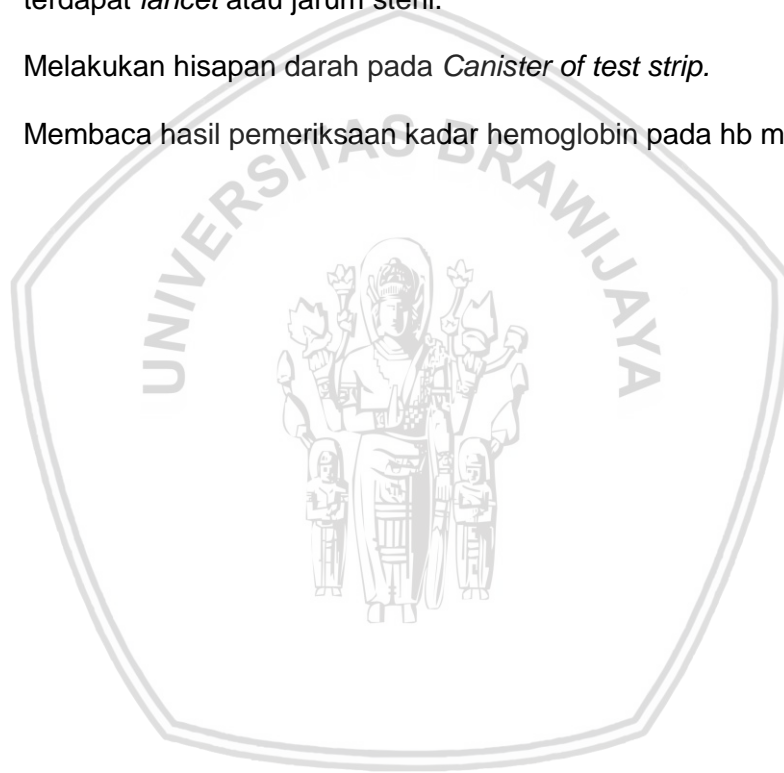 terdapat lancet atau jarum steril.
Melakukan hisapan darah pada Canister of test strip.
Membaca hasil pemeriksaan kadar hemoglobin pada hb m
UNIVERSITAS BRAWIJAYA